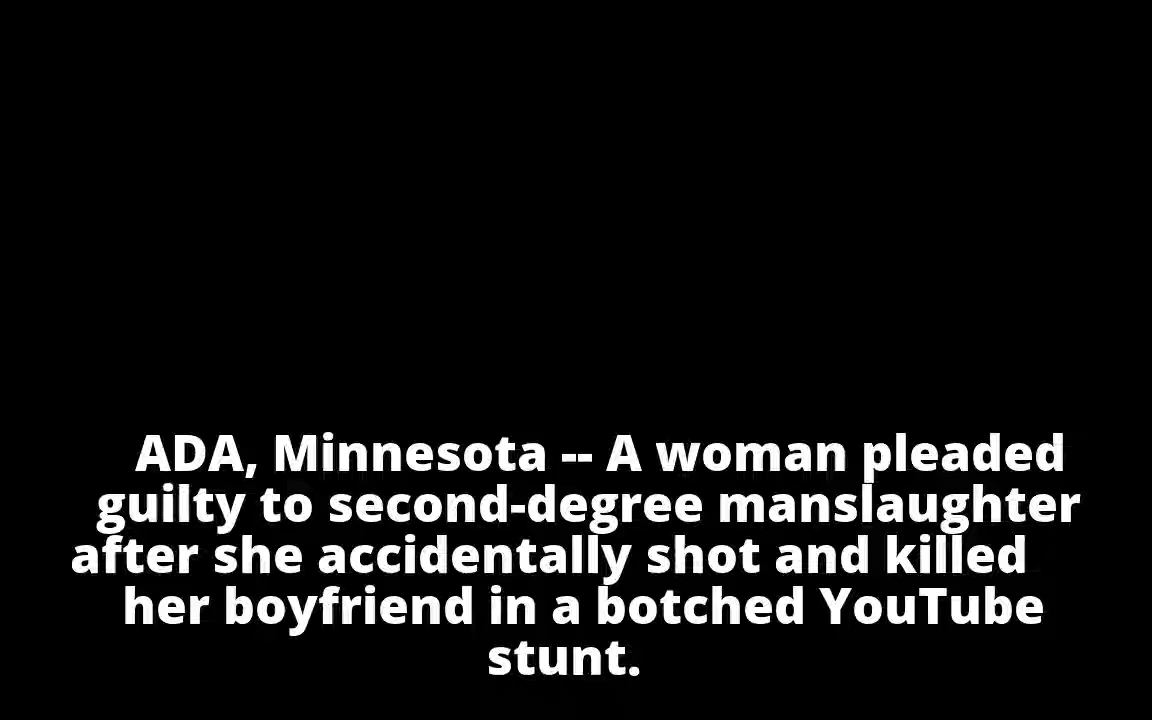 ADA, Minnesota -- A woman pleaded
guilty to second-degree manslaughter
after she accidentally shot and killed
her boyfriend in a botched YouTube
stunt.